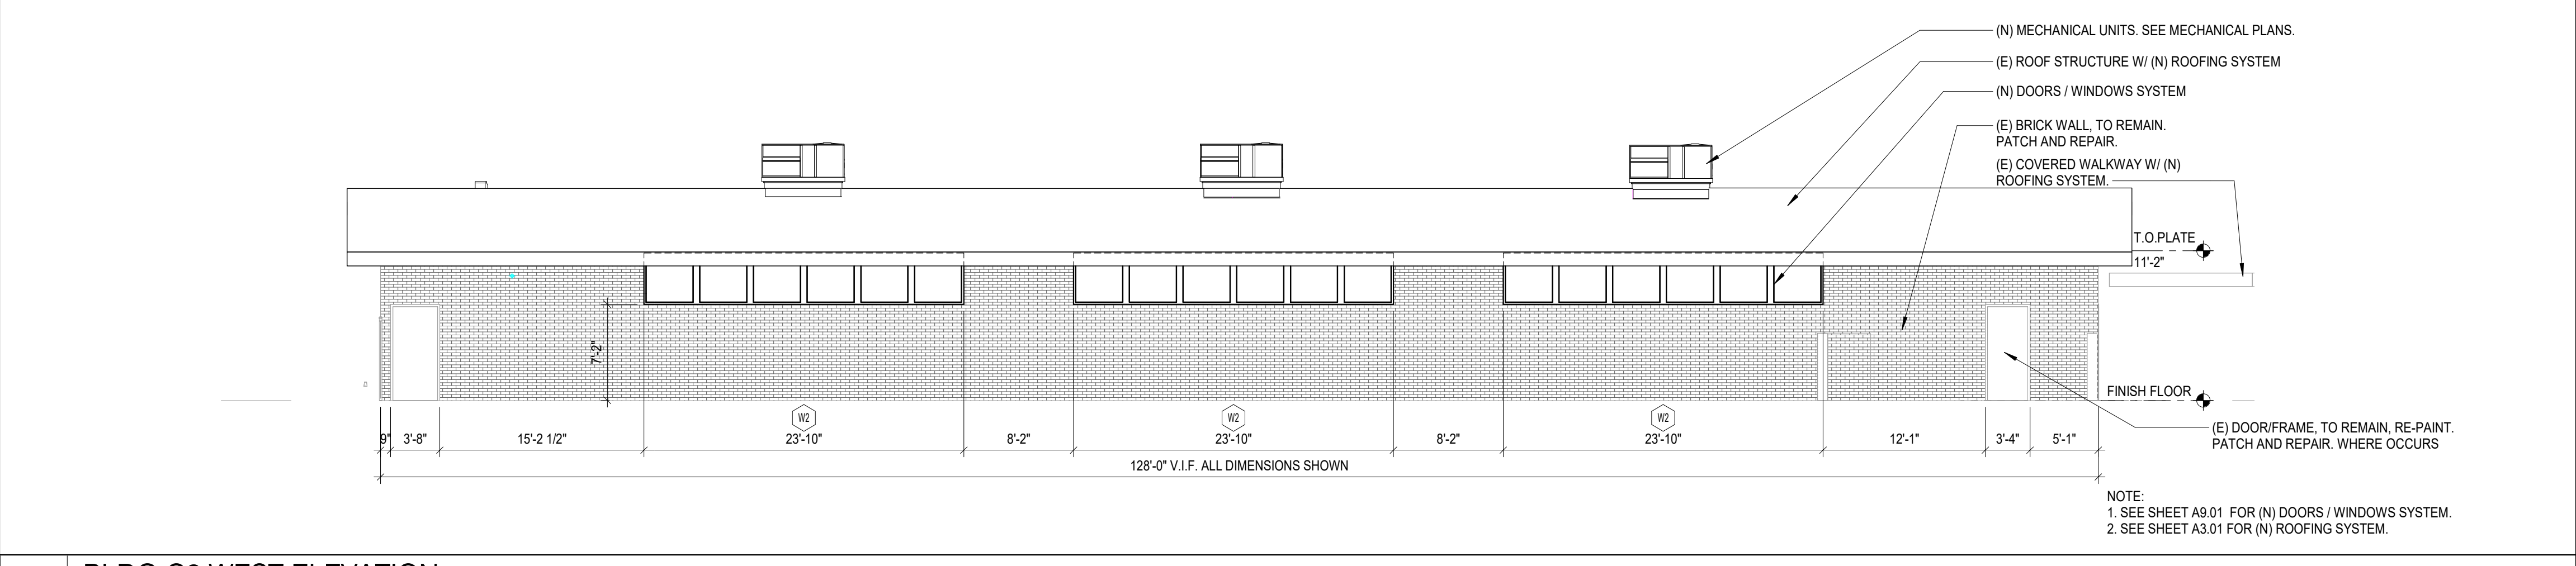 (N) MECHANICAL UNITS. SEE MECHANICAL PLANS.
(E) ROOF STRUCTURE W/ (N) ROOFING SYSTEM
(N) DOORS / WINDOWS SYSTEM
(E) BRICK WALL, TO REMAIN.
PATCH AND REPAIR.
(E) COVERED WALKWAY W/ (N)
ROOFING SYSTEM.
T.O.PLATE
11'-2"
7'-2"
FINISH FLOOR
W2 W2 W2
9" 3'-8" 15'-2 1/2" 23'-10" 8'-2" 23'-10" 8'-2" 23'-10" 12'-1" 3'-4" 5'-1"
(E) DOOR/FRAME, TO REMAIN, RE-PAINT.
PATCH AND REPAIR. WHERE OCCURS
128'-0" V.I.F. ALL DIMENSIONS SHOWN
NOTE:
1. SEE SHEET A9.01 FOR (N) DOORS / WINDOWS SYSTEM.
2. SEE SHEET A3.01 FOR (N) ROOFING SYSTEM.
WEST ELEVATION